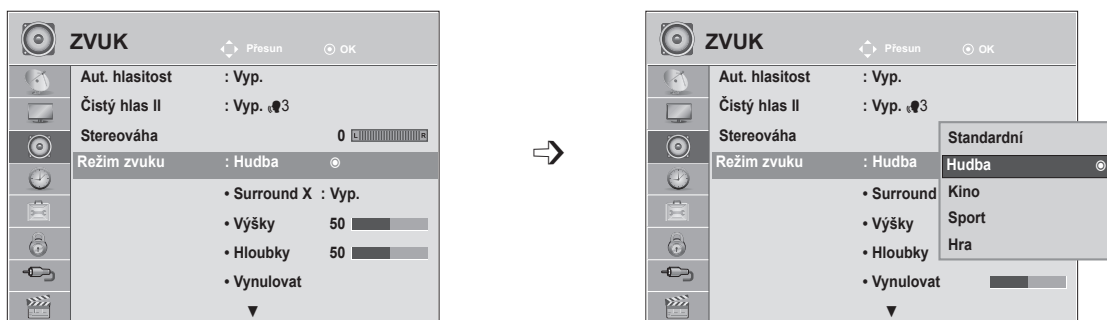 ZVUK
Přesun
OK
Aut. hlasitost : Vyp.
Čistý hlas II : Vyp. 3
Stereováha 0 L R
Režim zvuku : Hudba
• Surround X : Vyp.
• Výšky 50
• Hloubky 50
• Vynulovat
▼
ZVUK
Přesun
OK
Aut. hlasitost : Vyp.
Čistý hlas II : Vyp. 3
Stereováha
Režim zvuku : Hudba
• Surround
• Výšky
• Hloubky
• Vynulovat
▼
Standardní
Hudba
Kino
Sport
Hra